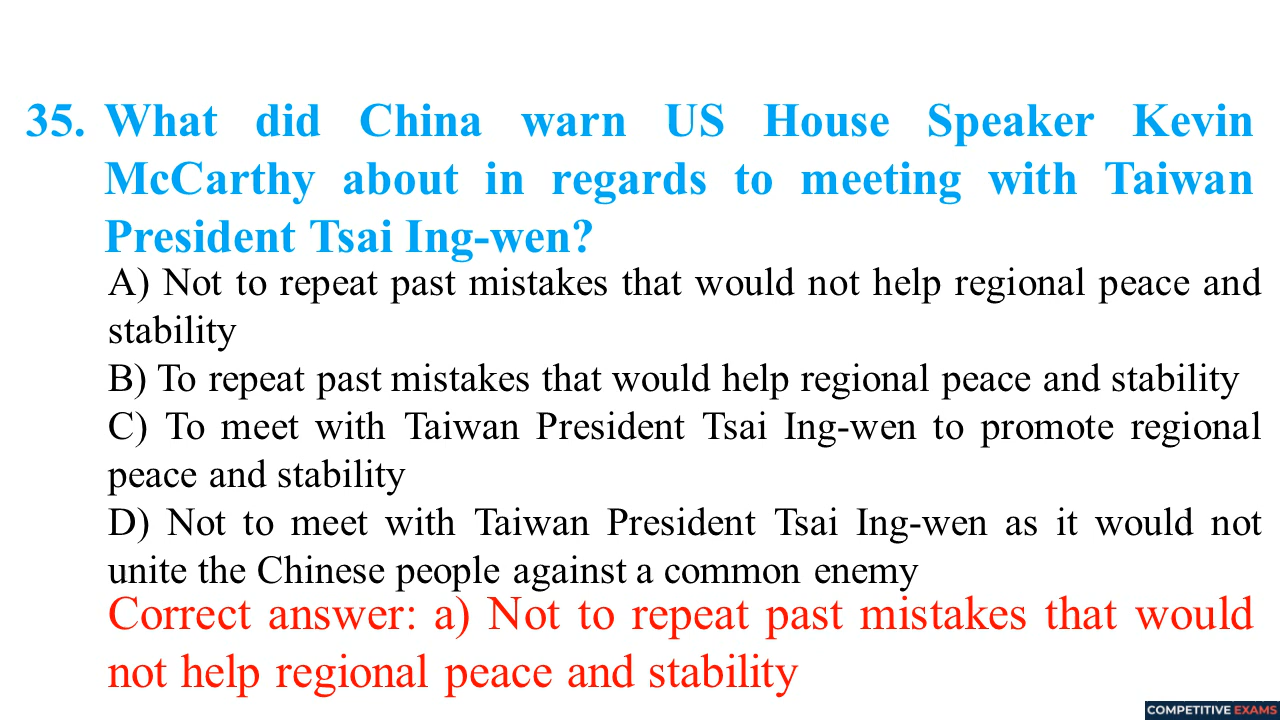 35. What did China warn US House Speaker Kevin
McCarthy about in regards to meeting with Taiwan
President Tsai Ing-wen?
A) Not to repeat past mistakes that would not help regional peace and
stability
B) To repeat past mistakes that would help regional peace and stability
C) To meet with Taiwan President Tsai Ing-wen to promote regional
peace and stability
D) Not to meet with Taiwan President Tsai Ing-wen as it would not
unite the Chinese people against a common enemy
Correct answer: a) Not to repeat past mistakes that would
not help regional peace and stability
COMPETITIVE EXAMS